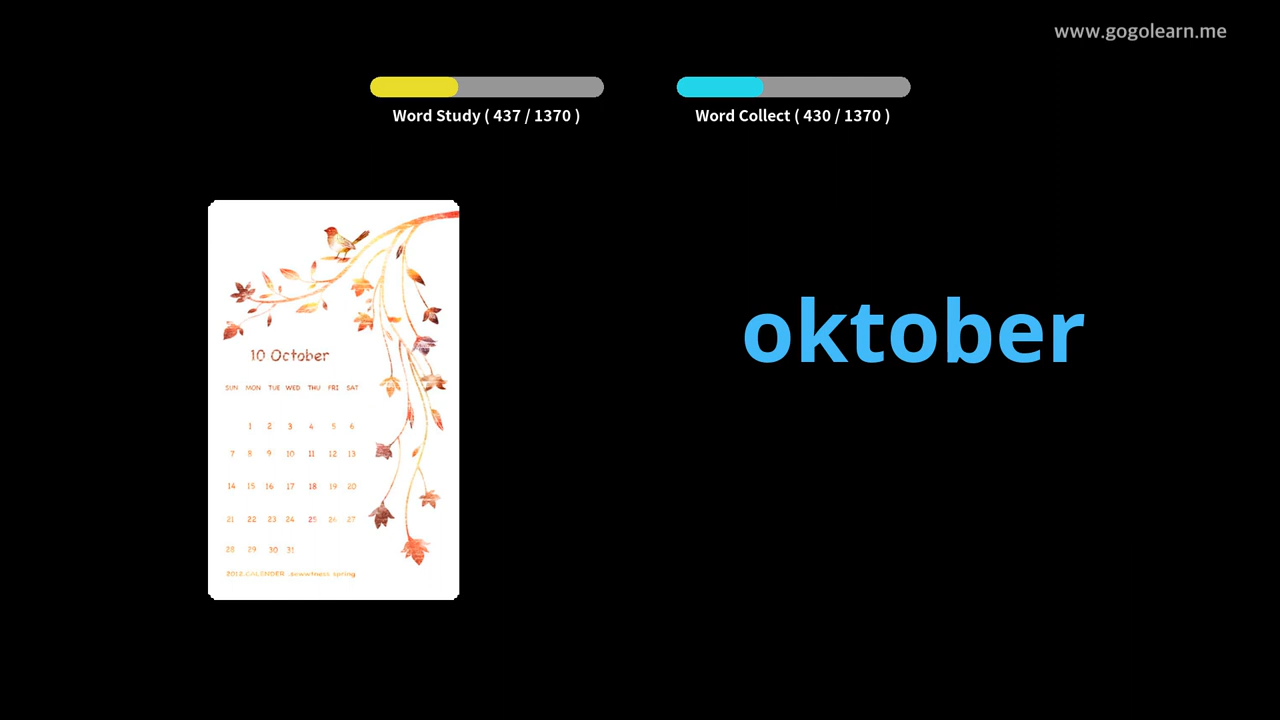 www.gogolearn.me
Word Study ( 437 / 1370 )
Word Collect ( 430 / 1370 )
oktober
10 October
SUN MON TUE WED THU FRI SAT
1 2 3 4 5 6
7 8 9 10 11 12 13
14 15 16 17 18 19 20
21 22 23 24 25 26 27
28 29 30 31
2012.CALENDER spring